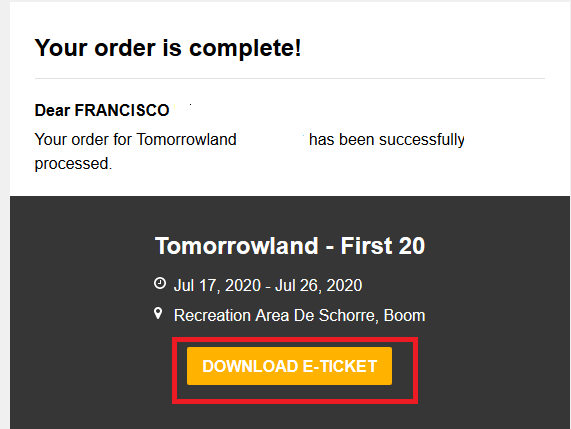 Your order is complete!
Dear FRANCISCO
Your order for Tomorrowland has been successfully
processed.
Tomorrowland - First 20
Jul 17, 2020 - Jul 26, 2020
Recreation Area De Schorre, Boom
DOWNLOAD E-TICKET